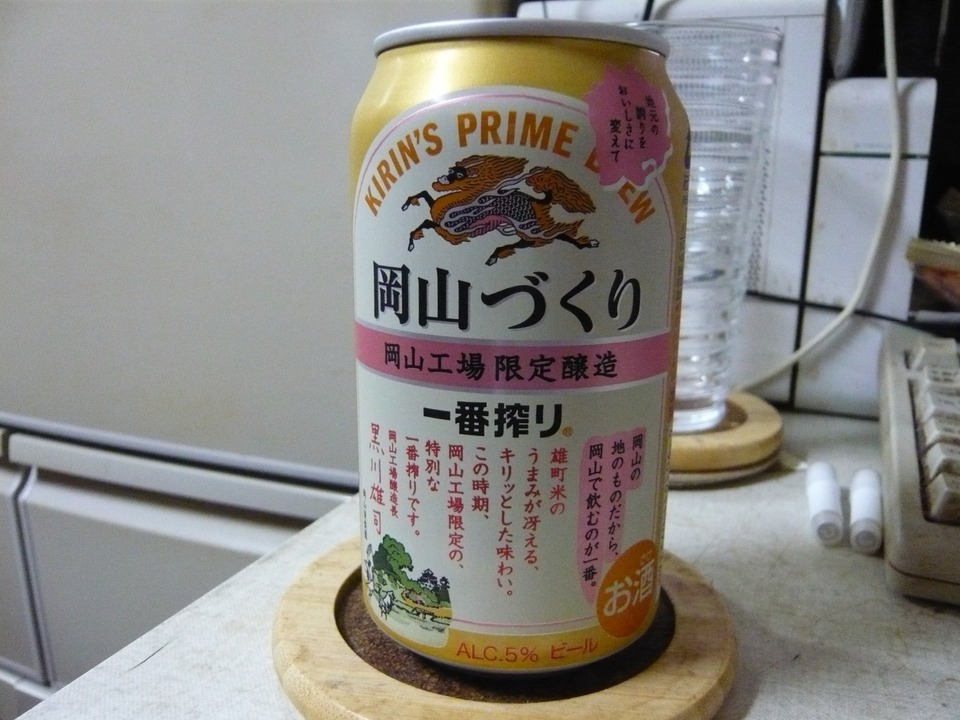 地元の
誇りを
おいしさに
変えて
KIRIN'S PRIME BREW
岡山づくり
岡山工場 限定醸造
一番搾り
岡山の
地のものだから、
岡山で飲むのが一番。
雄町米の
うまみが冴える、
キリッとした味わい。
この時期、
岡山工場限定の、
特別な
一番搾りです。
岡山工場醸造長
黒川雄司
お酒
ALC.5% ビール